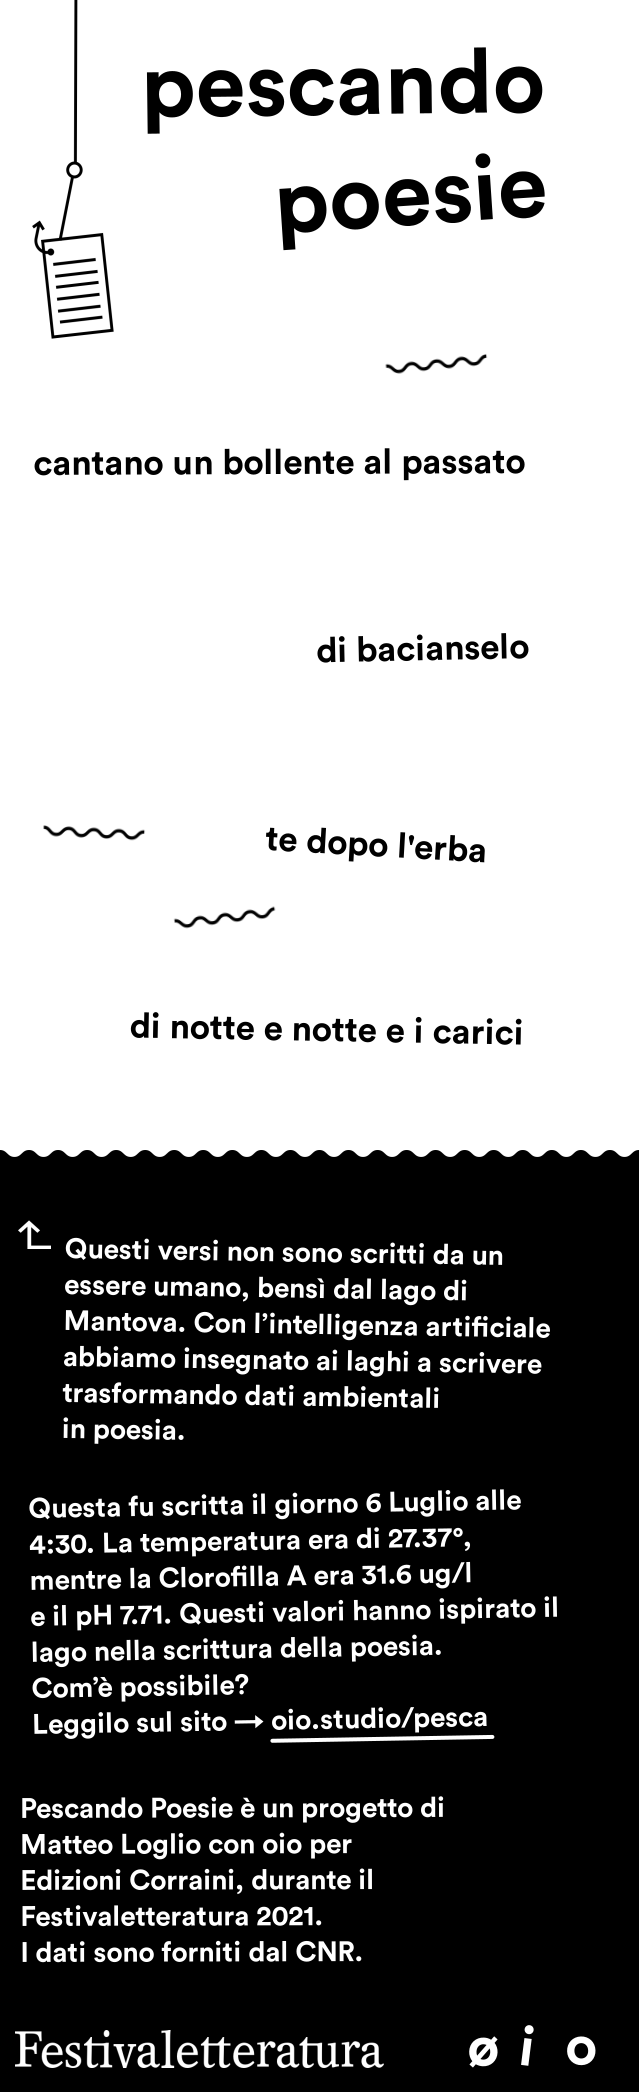 pescando
poesie
cantano un bollente al passato
di bacianselo
te dopo l'erba
di notte e notte e i carici
Questi versi non sono scritti da un
essere umano, bensì dal lago di
Mantova. Con l’intelligenza artificiale
abbiamo insegnato ai laghi a scrivere
trasformando dati ambientali
in poesia.
Questa fu scritta il giorno 6 Luglio alle
4:30. La temperatura era di 27.37°,
mentre la Clorofilla A era 31.6 ug/l
e il pH 7.71. Questi valori hanno ispirato il
lago nella scrittura della poesia.
Com’è possibile?
Leggilo sul sito → oio.studio/pesca
Pescando Poesie è un progetto di
Matteo Loglio con oio per
Edizioni Corraini, durante il
Festivaletteratura 2021.
I dati sono forniti dal CNR.
Festivaletteratura øio